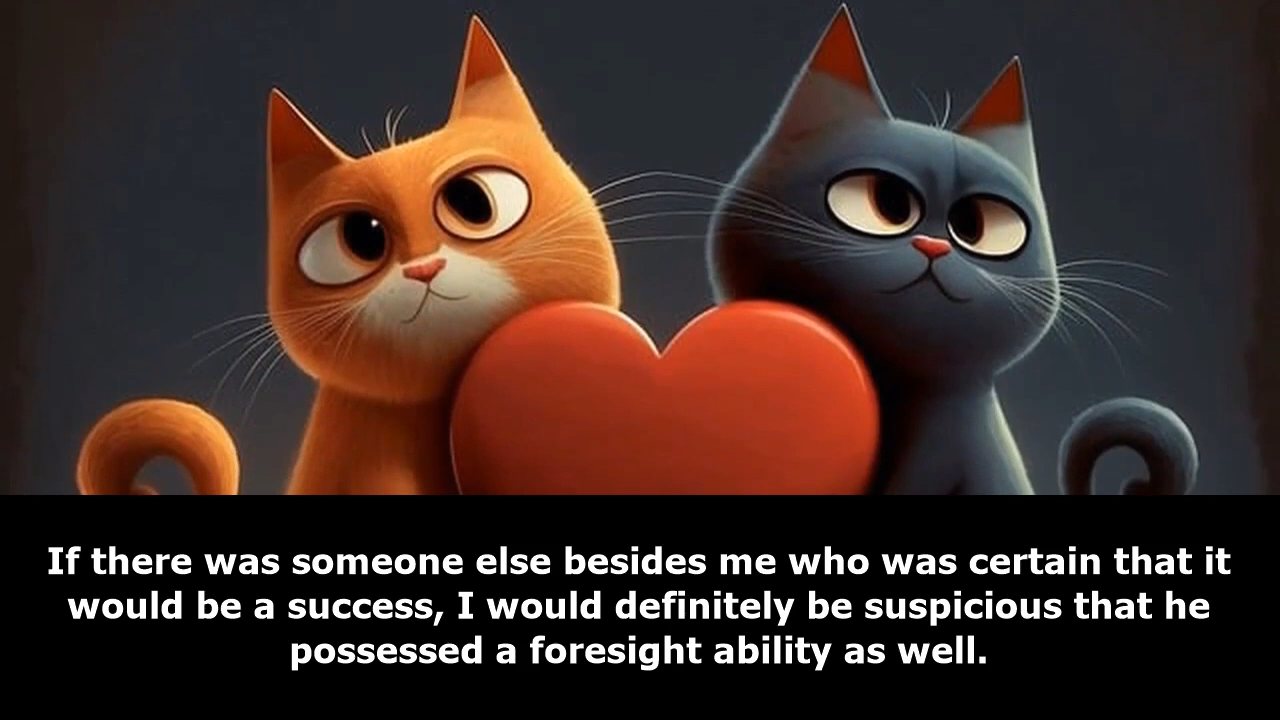 If there was someone else besides me who was certain that it
would be a success, I would definitely be suspicious that he
possessed a foresight ability as well.